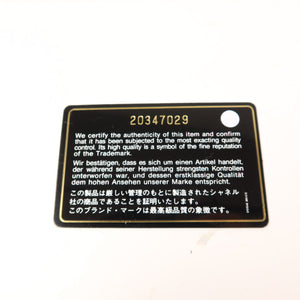 20347029
We certify the authenticity of this item and confirm
that it has been subjected to the most exacting quality
control. Its high quality is a symbol of the fine reputation
of the Trademark.
Wir bestätigen, dass es sich um einen Artikel handelt,
der während seiner Herstellung strengsten Kontrollen
unterworfen war, und dessen erstklassige Qualität
dem hohen Ansehen unserer Marke entspricht.
この製品は厳しい管理のもとに製造されたシャネル
社の商品であることを証明いたします。
このブランド・マークは最高級品質の象徴です。